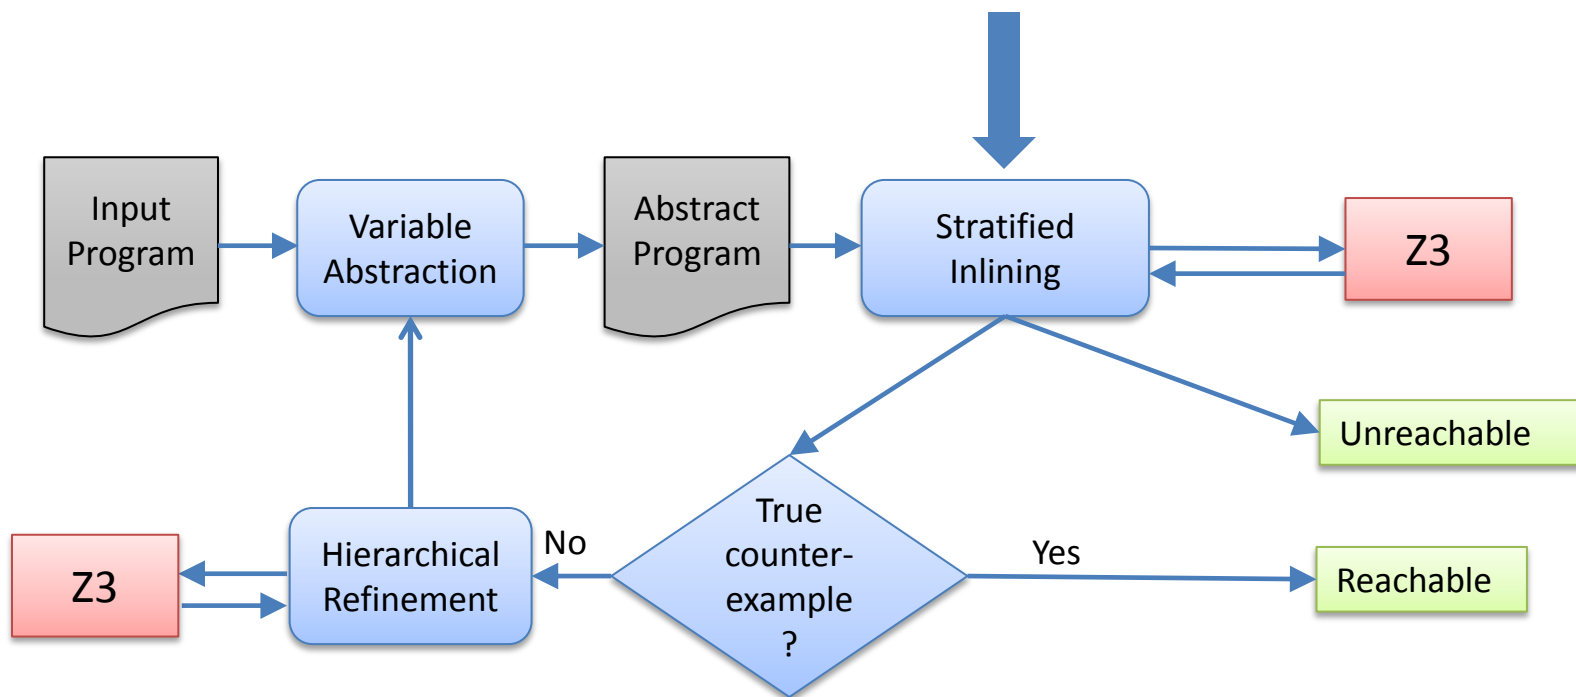 Input
Program
Variable
Abstraction
Abstract
Program
Stratified
Inlining
Z3
Unreachable
True
counter-
example
?
Yes
Reachable
No
Hierarchical
Refinement
Z3